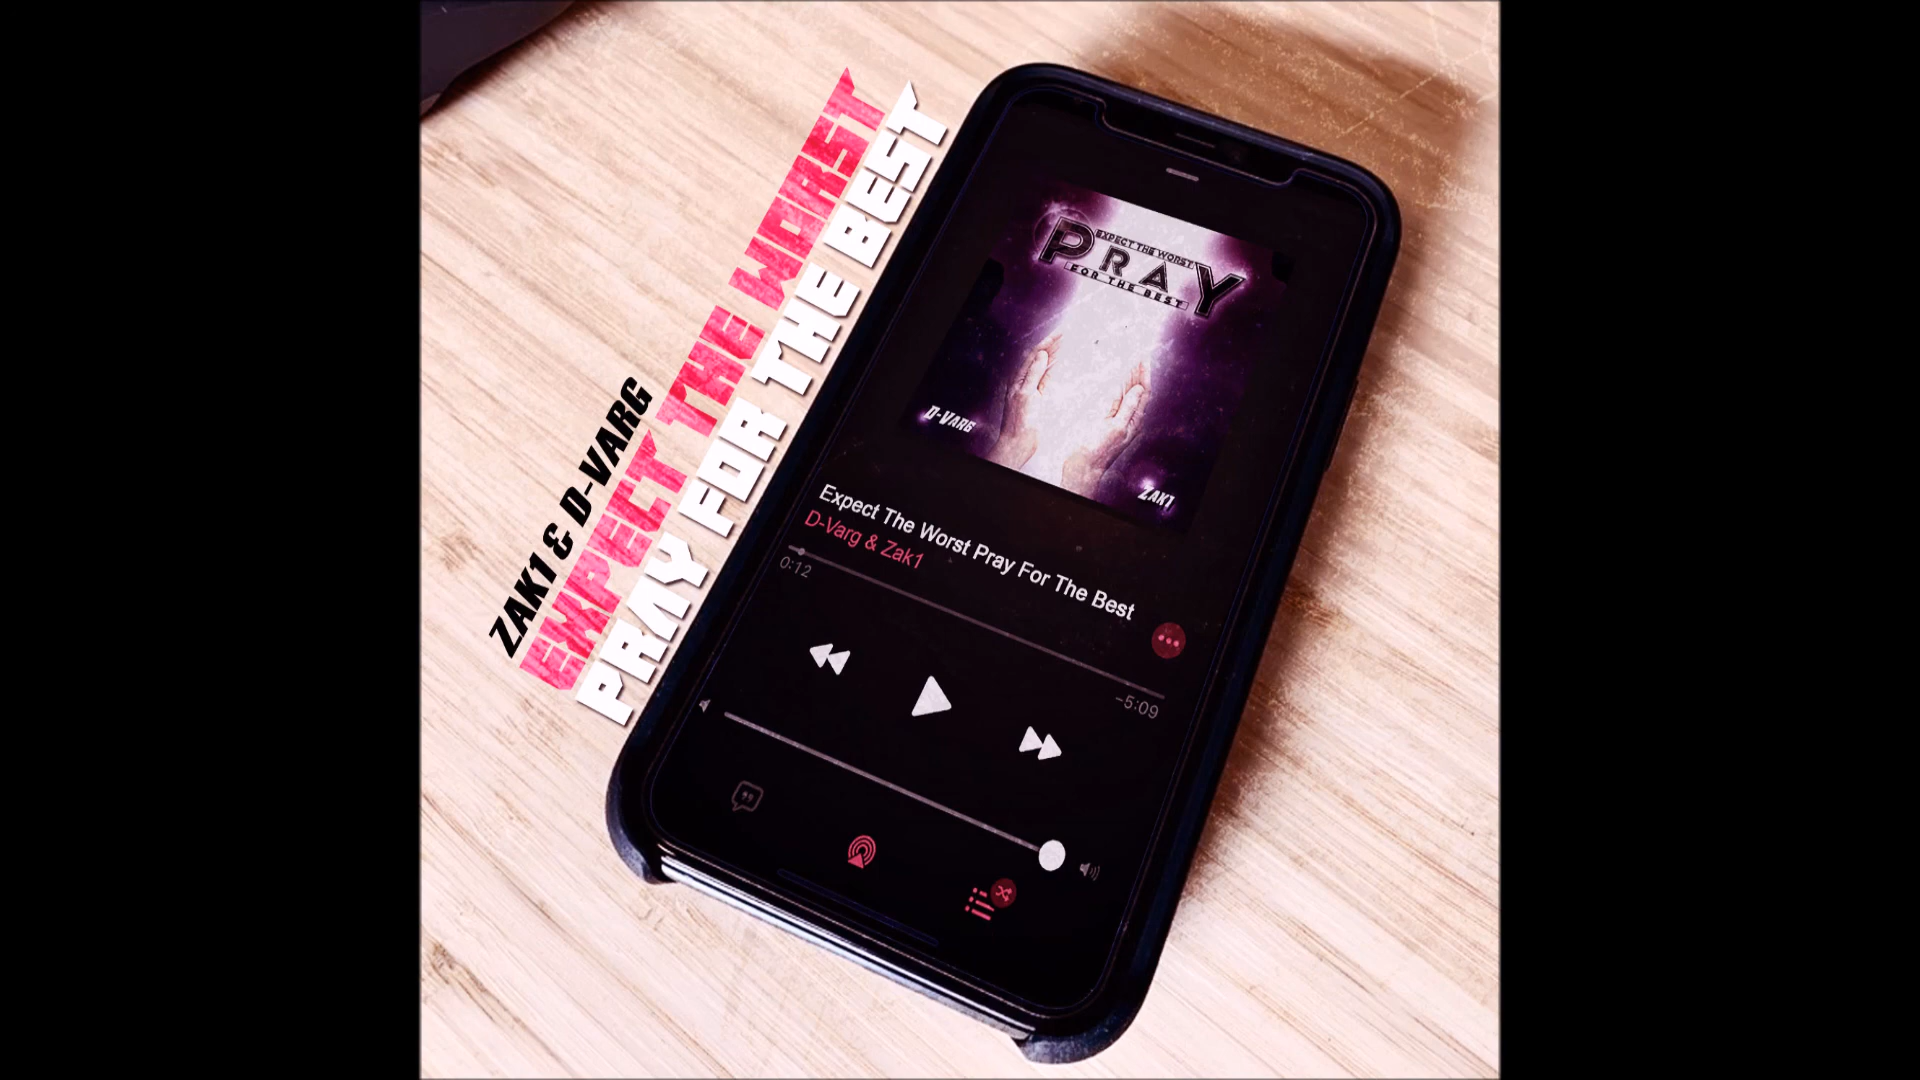 ZAK1 & D-VARG
EXPECT THE WORST
PRAY FOR THE BEST
EXPECT THE WORST
PRAY
FOR THE BEST
D-VARG
ZAK1
Expect The Worst Pray For The Best
D-Varg & Zak1
0:12
-5:09